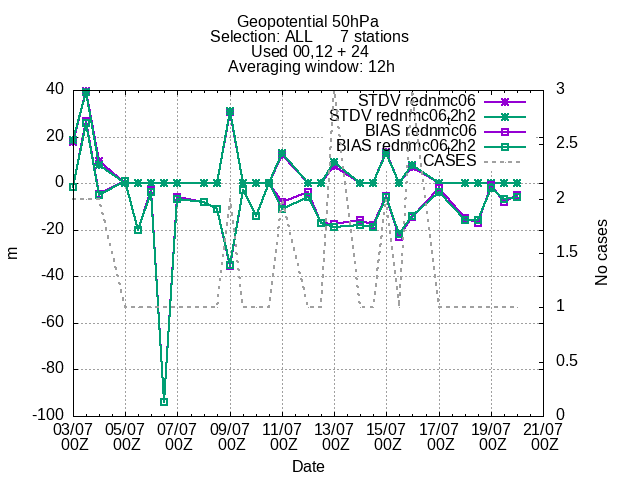 Geopotential 50hPa
Selection: ALL 7 stations
Used 00,12 + 24
Averaging window: 12h
STDV rednmc06
STDV rednmc06,2h2
BIAS rednmc06
BIAS rednmc06,2h2
CASES
40
20
0
-20
-40
-60
-80
-100
3
2.5
2
1.5
1
0.5
0
m
No cases
03/07 05/07 07/07 09/07 11/07 13/07 15/07 17/07 19/07 21/07
00Z 00Z 00Z 00Z 00Z 00Z 00Z 00Z 00Z 00Z
Date